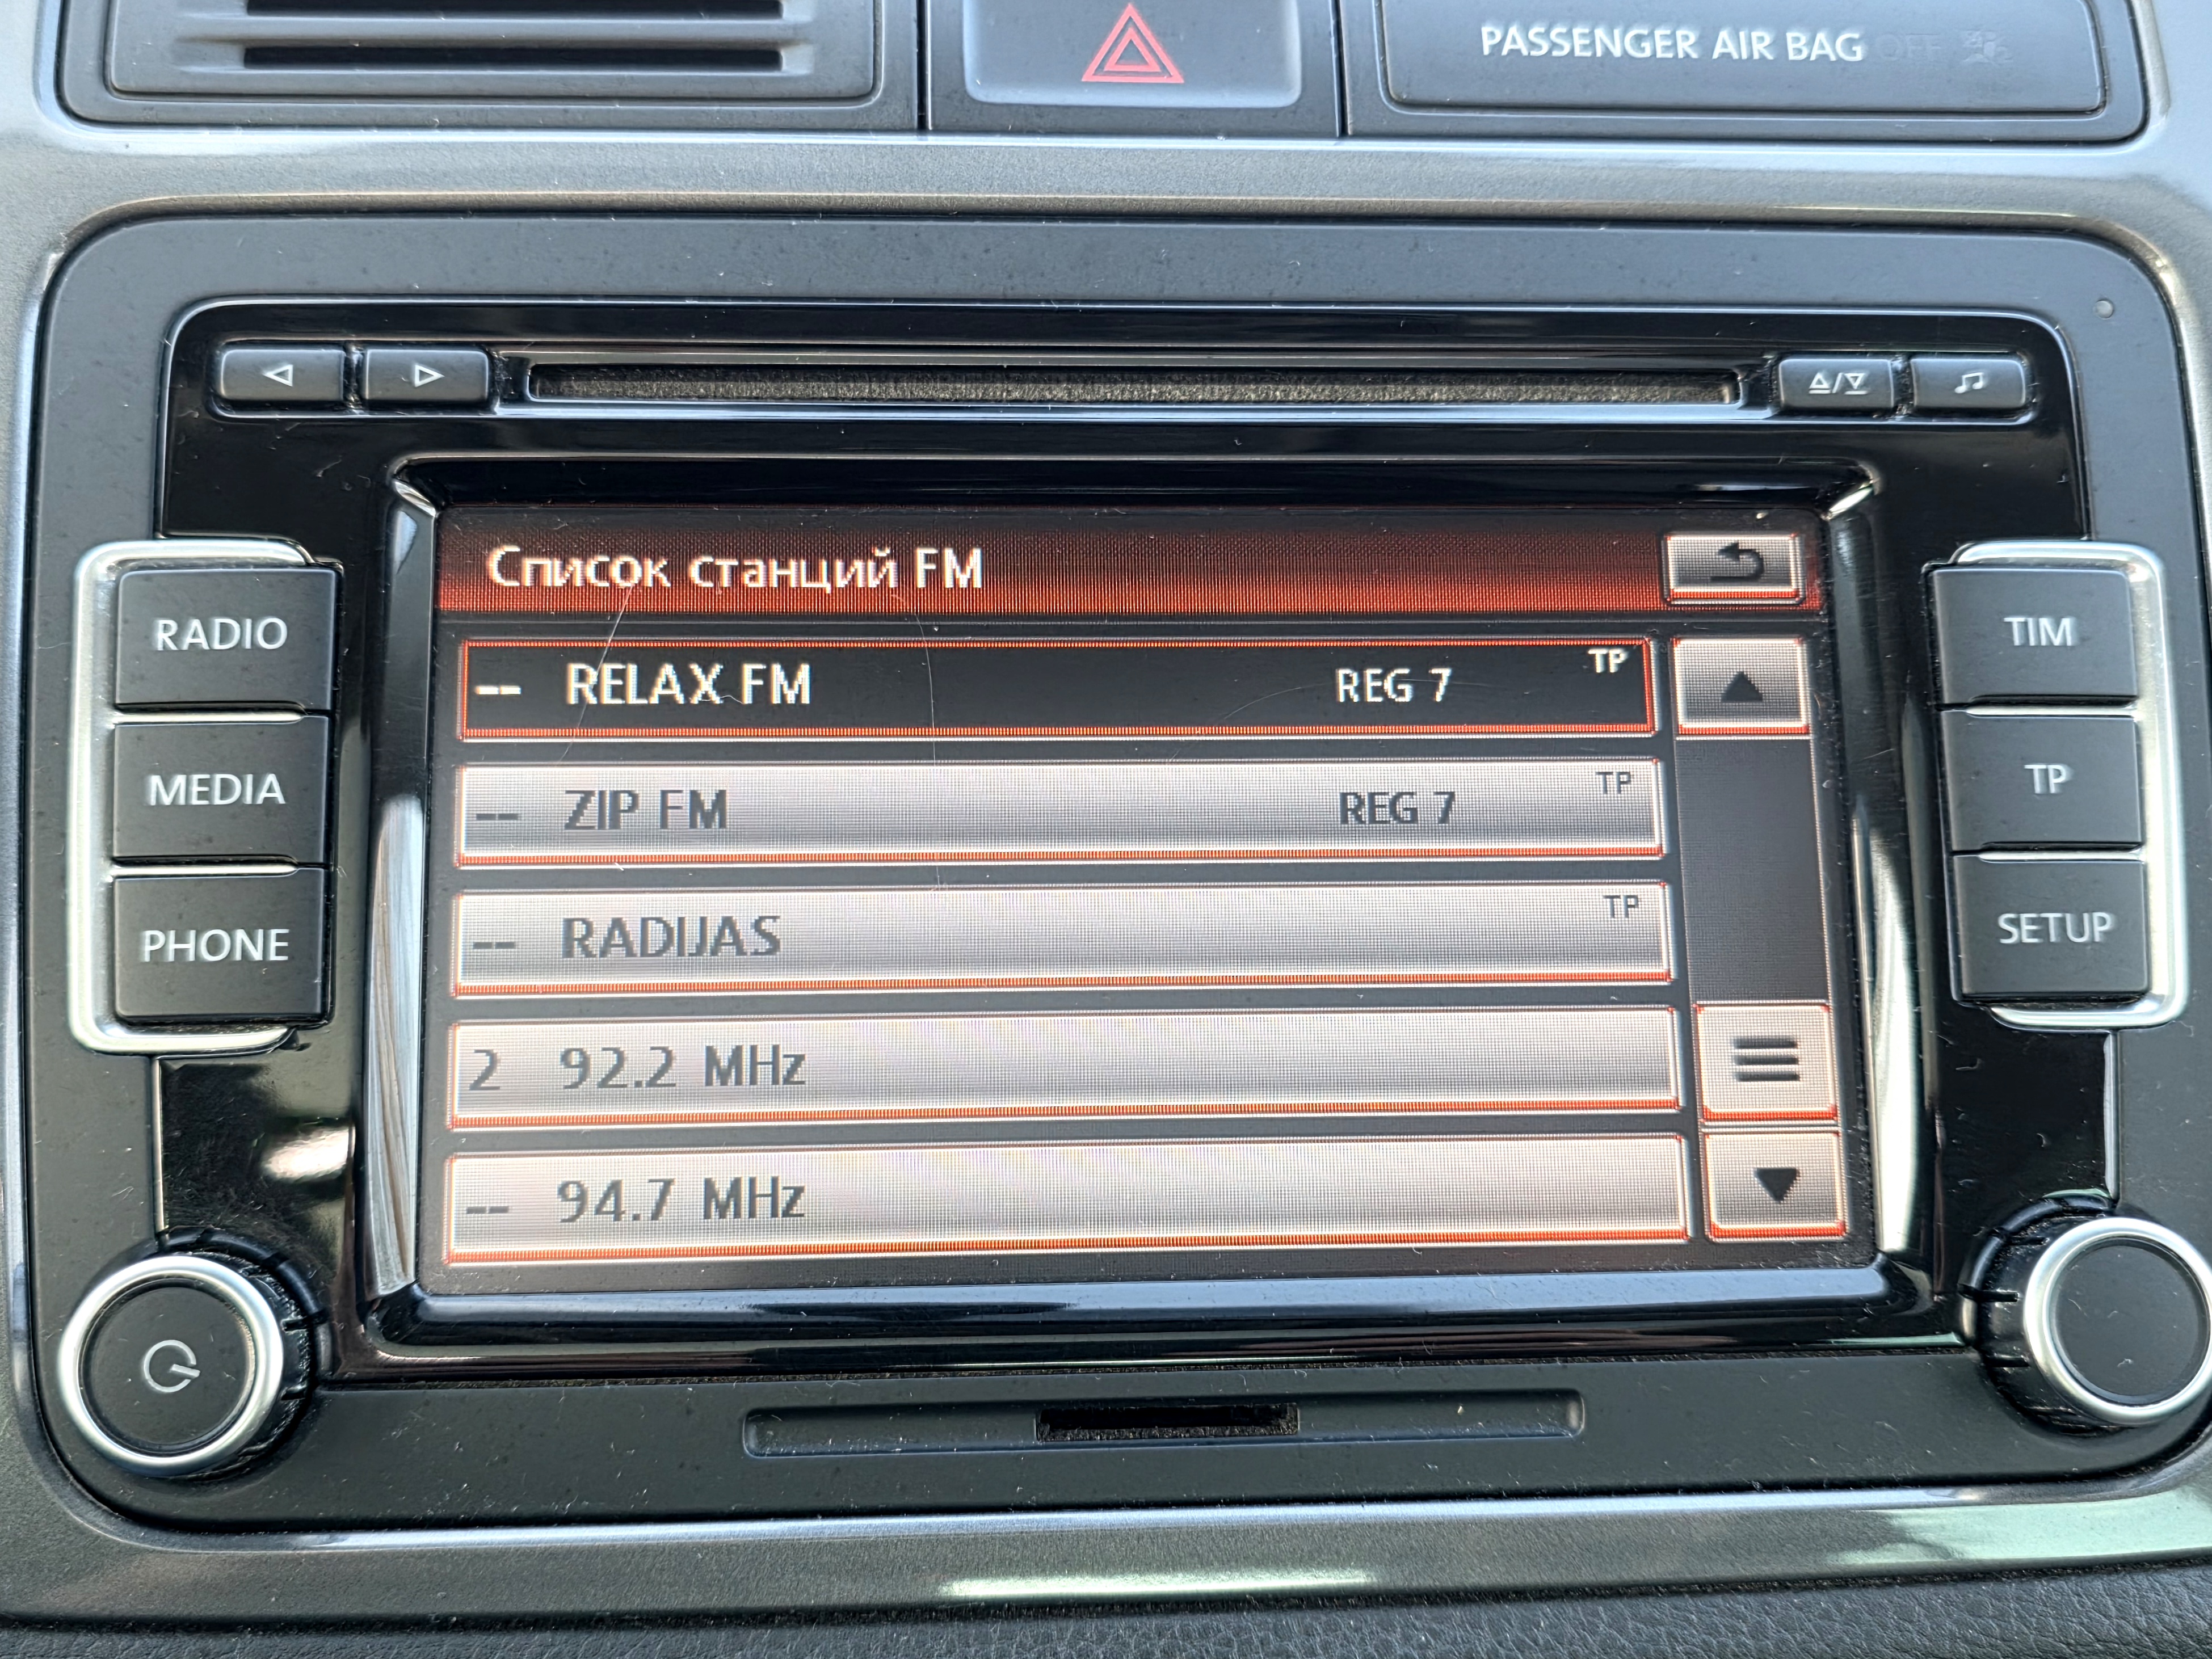 PASSENGER AIR BAG OFF
Список станций FM
RADIO
MEDIA
PHONE
-- RELAX FM REG 7 TP
-- ZIP FM REG 7 TP
-- RADIJAS TP
2 92.2 MHz
-- 94.7 MHz
TIM
TP
SETUP